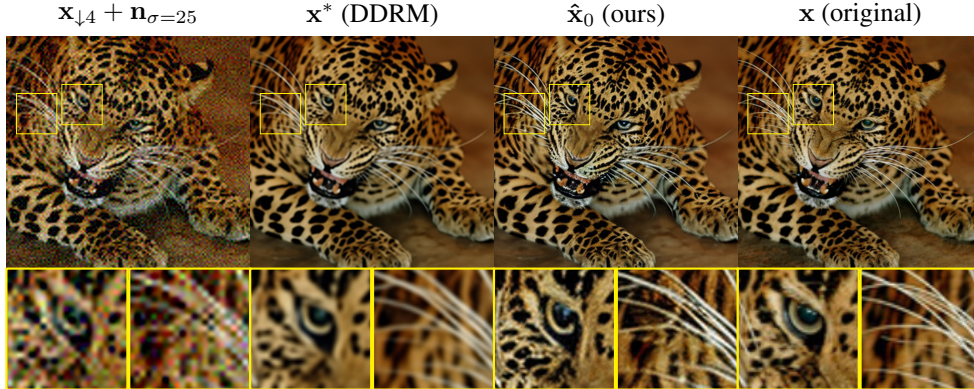 x↓4 + nσ=25 x* (DDRM) x̂0 (ours) x (original)